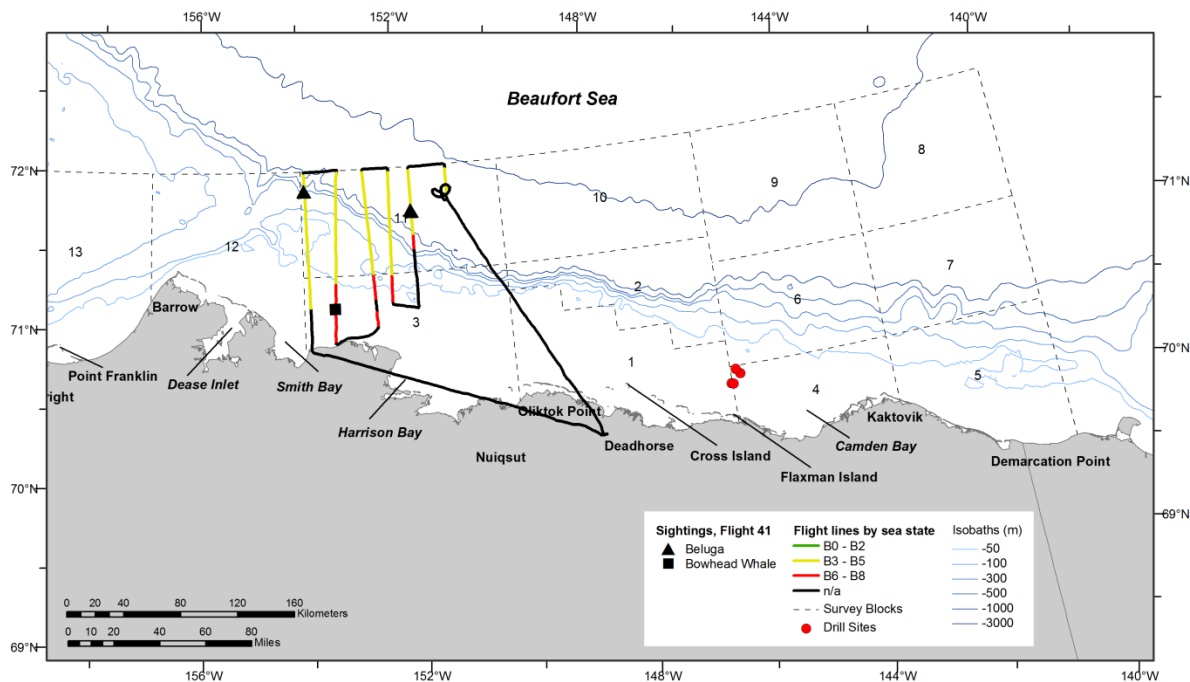 156°W 152°W 148°W 144°W 140°W
Beaufort Sea
72°N
71°N
8
9
10
11
12
13
7
2
6
Barrow
3
71°N
70°N
Point Franklin
Dease Inlet
Smith Bay
1
4
5
right
Harrison Bay
Oliktok Point
Kaktovik
Deadhorse
Camden Bay
Nuiqsut
Cross Island
Demarcation Point
Flaxman Island
70°N
69°N
Sightings, Flight 41
Beluga
Bowhead Whale
Flight lines by sea state
B0 - B2
B3 - B5
B6 - B8
n/a
Survey Blocks
Drill Sites
Isobaths (m)
-50
-100
-300
-500
-1000
-3000
0 20 40 80 120 160
Kilometers
0 10 20 40 60 80
Miles
69°N
156°W 154°W 152°W 150°W 148°W 146°W 144°W 142°W 140°W